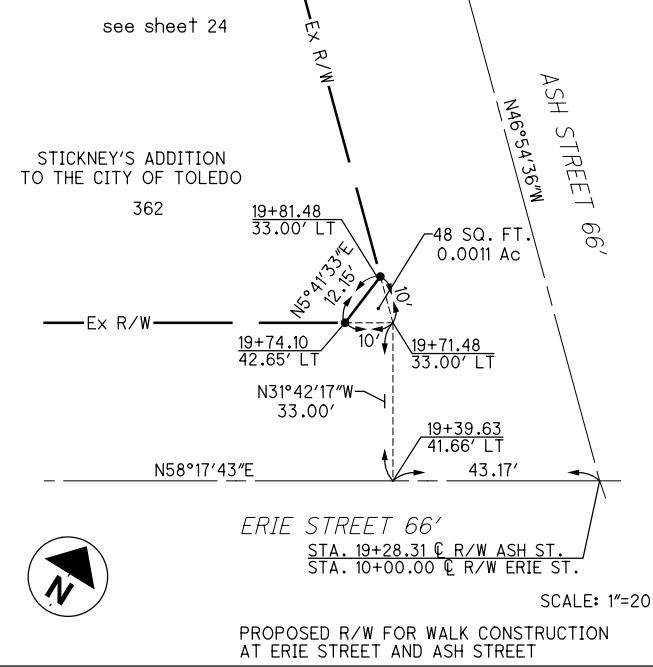 see sheet 24
Ex R/W
ASH STREET 66'
N46°54'36"W
STICKNEY'S ADDITION
TO THE CITY OF TOLEDO
362
19+81.48
33.00' LT
48 SQ. FT.
0.0011 Ac
N5°41'33"E
12.15'
10'
Ex R/W
10'
19+74.10
42.65' LT
19+71.48
33.00' LT
N31°42'17"W
33.00'
19+39.63
41.66' LT
N58°17'43"E
43.17'
ERIE STREET 66'
STA. 19+28.31 ℄ R/W ASH ST.
STA. 10+00.00 ℄ R/W ERIE ST.
N
SCALE: 1"=20
PROPOSED R/W FOR WALK CONSTRUCTION
AT ERIE STREET AND ASH STREET